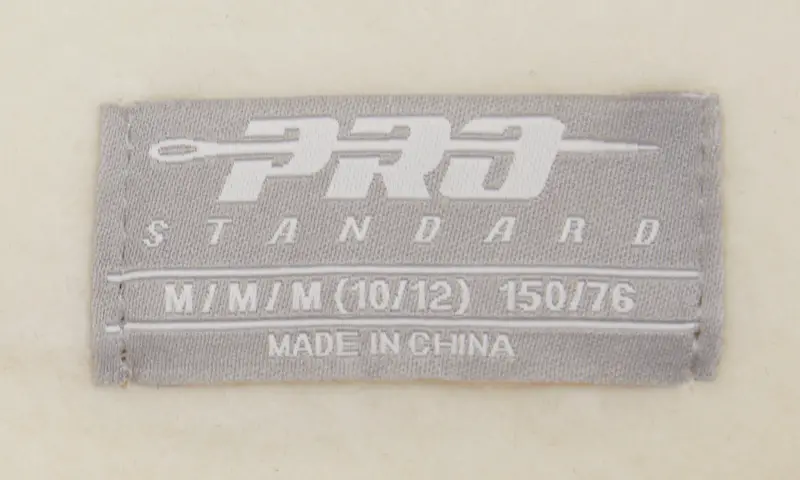 PRO
STANDARD
M/M/M (10/12) 150/76
MADE IN CHINA